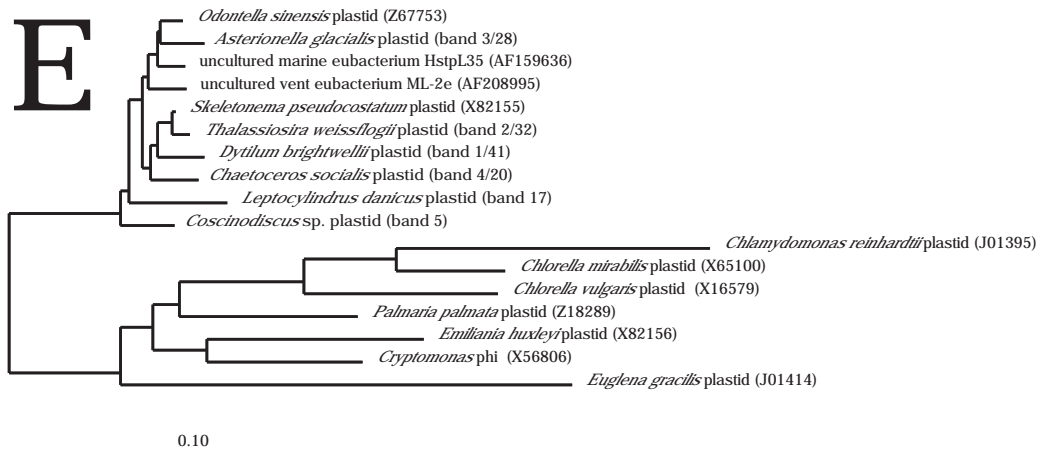 E
Odontella sinensis plastid (Z67753)
Asterionella glacialis plastid (band 3/28)
uncultured marine eubacterium HstpL35 (AF159636)
uncultured vent eubacterium ML-2e (AF208995)
Skeletonema pseudocostatum plastid (X82155)
Thalassiosira weissflogii plastid (band 2/32)
Dytilum brightwellii plastid (band 1/41)
Chaetoceros socialis plastid (band 4/20)
Leptocylindrus danicus plastid (band 17)
Coscinodiscus sp. plastid (band 5)
Chlamydomonas reinhardtii plastid (J01395)
Chlorella mirabilis plastid (X65100)
Chlorella vulgaris plastid (X16579)
Palmaria palmata plastid (Z18289)
Emiliania huxleyi plastid (X82156)
Cryptomonas phi (X56806)
Euglena gracilis plastid (J01414)
0.10